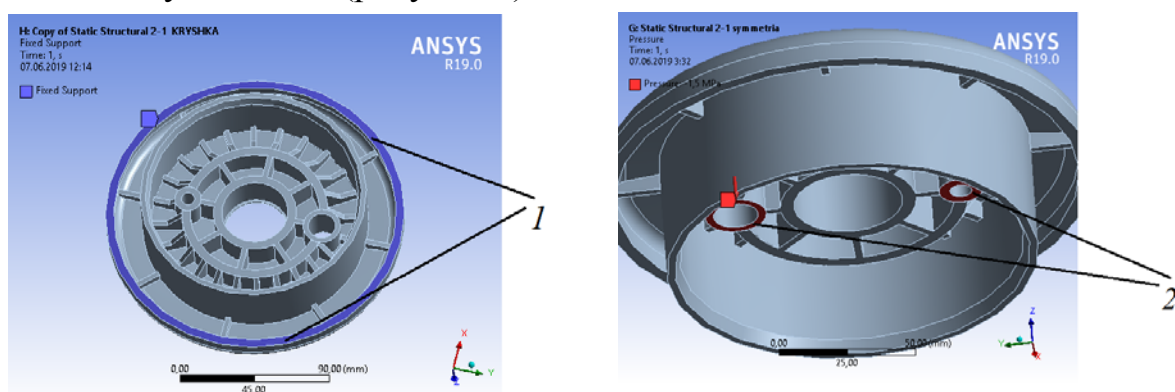 H: Copy of Static Structural 2-1 KRYSHKA
Fixed Support
Time: 1, s
07.06.2019 12:14
Fixed Support
ANSYS
R19.0
X
Y
Z
0,00
90,00 (mm)
45,00
1
G: Static Structural 2-1 symmetria
Pressure
Time: 1, s
07.06.2019 3:32
Pressure: 1,5 MPa
ANSYS
R19.0
0,00
50,00 (mm)
25,00
Z
Y
X
2